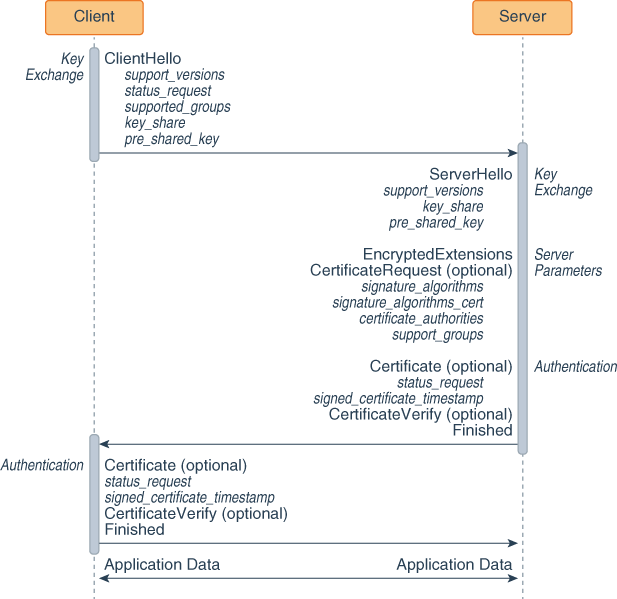 Client
Server
Key
Exchange
ClientHello
support_versions
status_request
supported_groups
key_share
pre_shared_key
ServerHello
support_versions
key_share
pre_shared_key
Key
Exchange
EncryptedExtensions
CertificateRequest (optional)
signature_algorithms
signature_algorithms_cert
certificate_authorities
support_groups
Server
Parameters
Certificate (optional)
status_request
signed_certificate_timestamp
CertificateVerify (optional)
Finished
Authentication
Authentication
Certificate (optional)
status_request
signed_certificate_timestamp
CertificateVerify (optional)
Finished
Application Data
Application Data